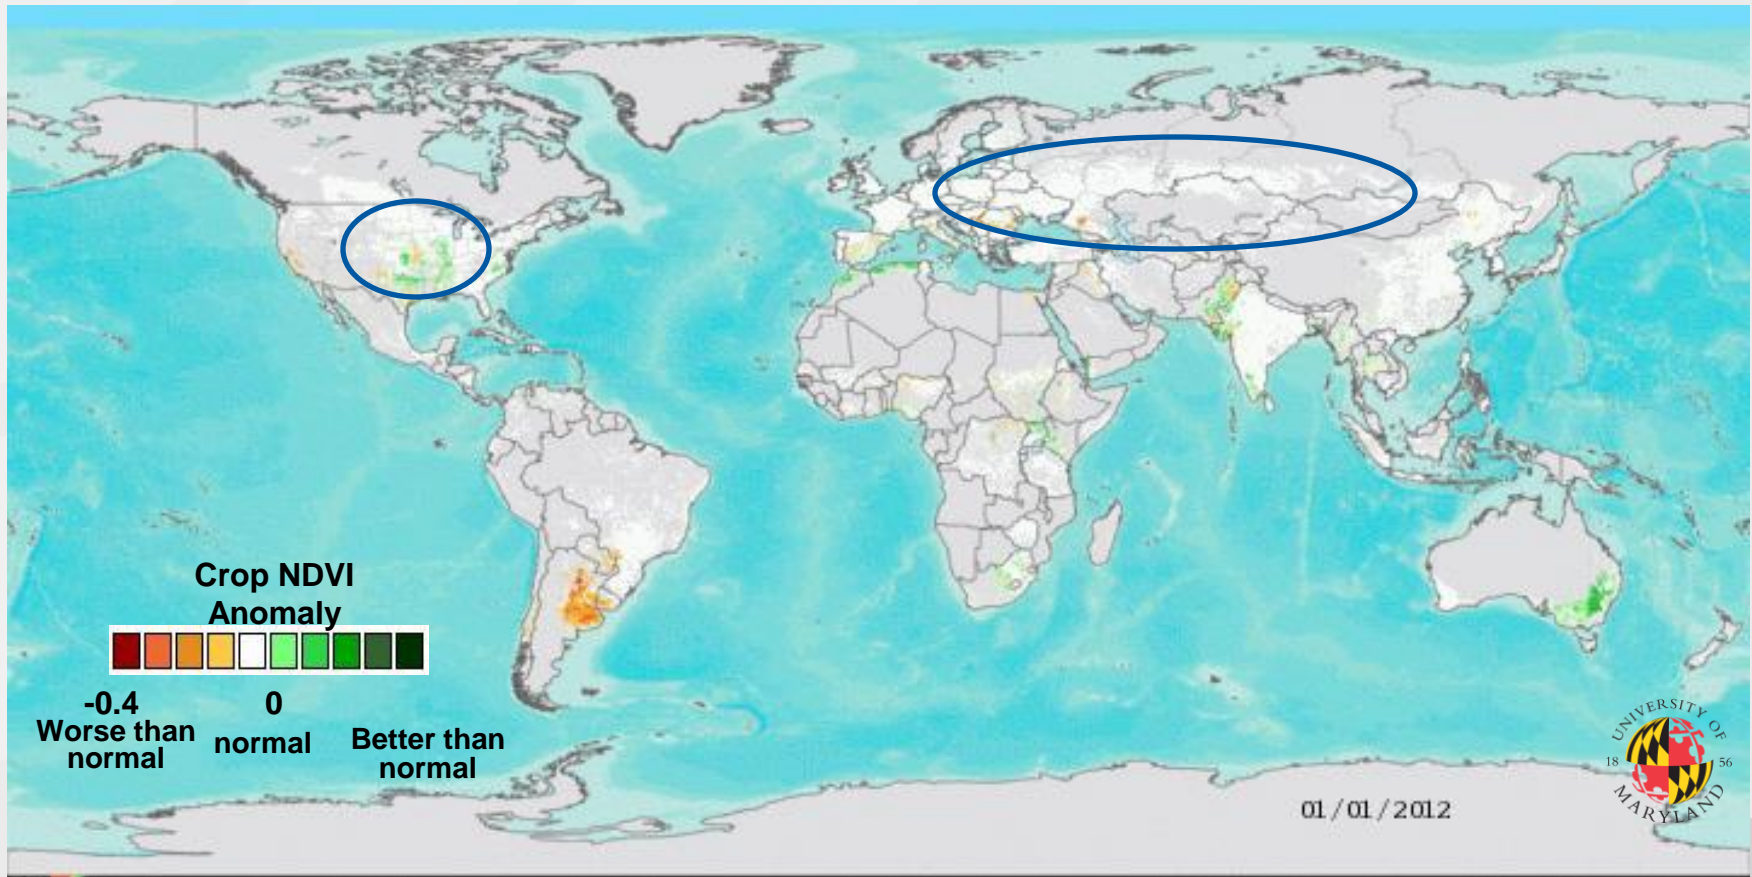 Crop NDVI
Anomaly
-0.4
0
Worse than
normal
normal
Better than
normal
01/01/2012
UNIVERSITY OF
18 56
MARYLAND